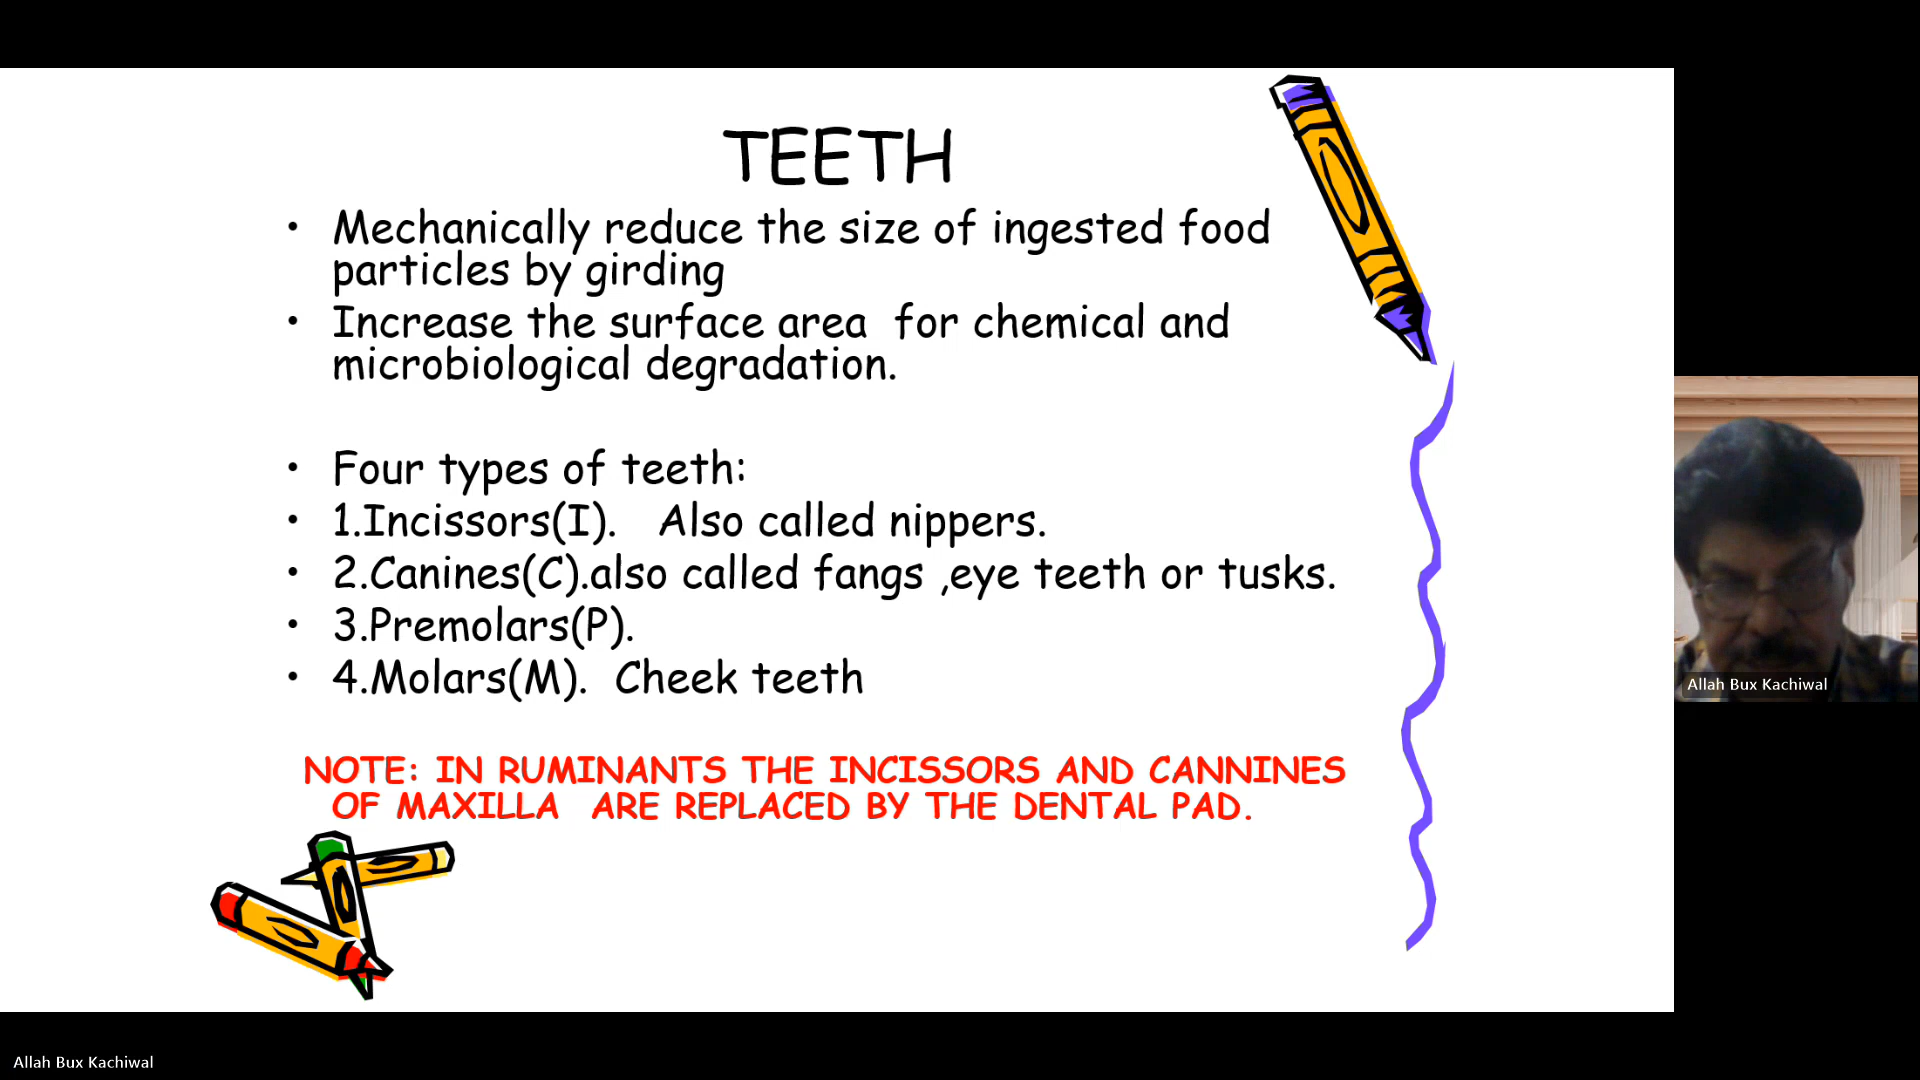 TEETH
• Mechanically reduce the size of ingested food
particles by girding
• Increase the surface area  for chemical and
microbiological degradation.
• Four types of teeth:
• 1.Incissors(I).   Also called nippers.
• 2.Canines(C).also called fangs ,eye teeth or tusks.
• 3.Premolars(P).
• 4.Molars(M).  Cheek teeth
NOTE: IN RUMINANTS THE INCISSORS AND CANNINES
OF MAXILLA  ARE REPLACED BY THE DENTAL PAD.
Allah Bux Kachiwal
Allah Bux Kachiwal